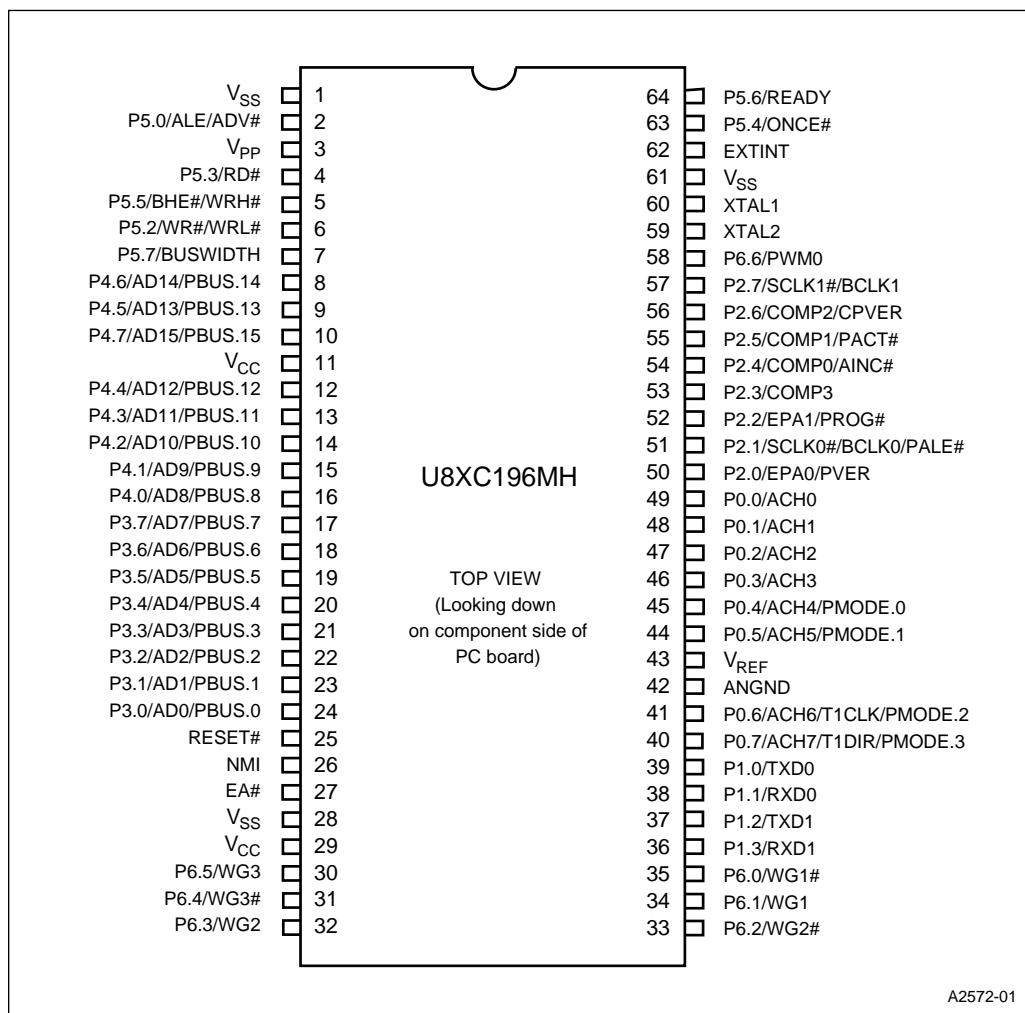 V_SS 1
P5.0/ALE/ADV# 2
V_PP 3
P5.3/RD# 4
P5.5/BHE#/WRH# 5
P5.2/WR#/WRL# 6
P5.7/BUSWIDTH 7
P4.6/AD14/PBUS.14 8
P4.5/AD13/PBUS.13 9
P4.7/AD15/PBUS.15 10
V_CC 11
P4.4/AD12/PBUS.12 12
P4.3/AD11/PBUS.11 13
P4.2/AD10/PBUS.10 14
P4.1/AD9/PBUS.9 15
P4.0/AD8/PBUS.8 16
P3.7/AD7/PBUS.7 17
P3.6/AD6/PBUS.6 18
P3.5/AD5/PBUS.5 19
P3.4/AD4/PBUS.4 20
P3.3/AD3/PBUS.3 21
P3.2/AD2/PBUS.2 22
P3.1/AD1/PBUS.1 23
P3.0/AD0/PBUS.0 24
RESET# 25
NMI 26
EA# 27
V_SS 28
V_CC 29
P6.5/WG3 30
P6.4/WG3# 31
P6.3/WG2 32
U8XC196MH
TOP VIEW
(Looking down
on component side of
PC board)
64 P5.6/READY
63 P5.4/ONCE#
62 EXTINT
61 V_SS
60 XTAL1
59 XTAL2
58 P6.6/PWM0
57 P2.7/SCLK1#/BCLK1
56 P2.6/COMP2/CPVER
55 P2.5/COMP1/PACT#
54 P2.4/COMP0/AINC#
53 P2.3/COMP3
52 P2.2/EPA1/PROG#
51 P2.1/SCLK0#/BCLK0/PALE#
50 P2.0/EPA0/PVER
49 P0.0/ACH0
48 P0.1/ACH1
47 P0.2/ACH2
46 P0.3/ACH3
45 P0.4/ACH4/PMODE.0
44 P0.5/ACH5/PMODE.1
43 V_REF
42 ANGND
41 P0.6/ACH6/T1CLK/PMODE.2
40 P0.7/ACH7/T1DIR/PMODE.3
39 P1.0/TXD0
38 P1.1/RXD0
37 P1.2/TXD1
36 P1.3/RXD1
35 P6.0/WG1#
34 P6.1/WG1
33 P6.2/WG2#
A2572-01